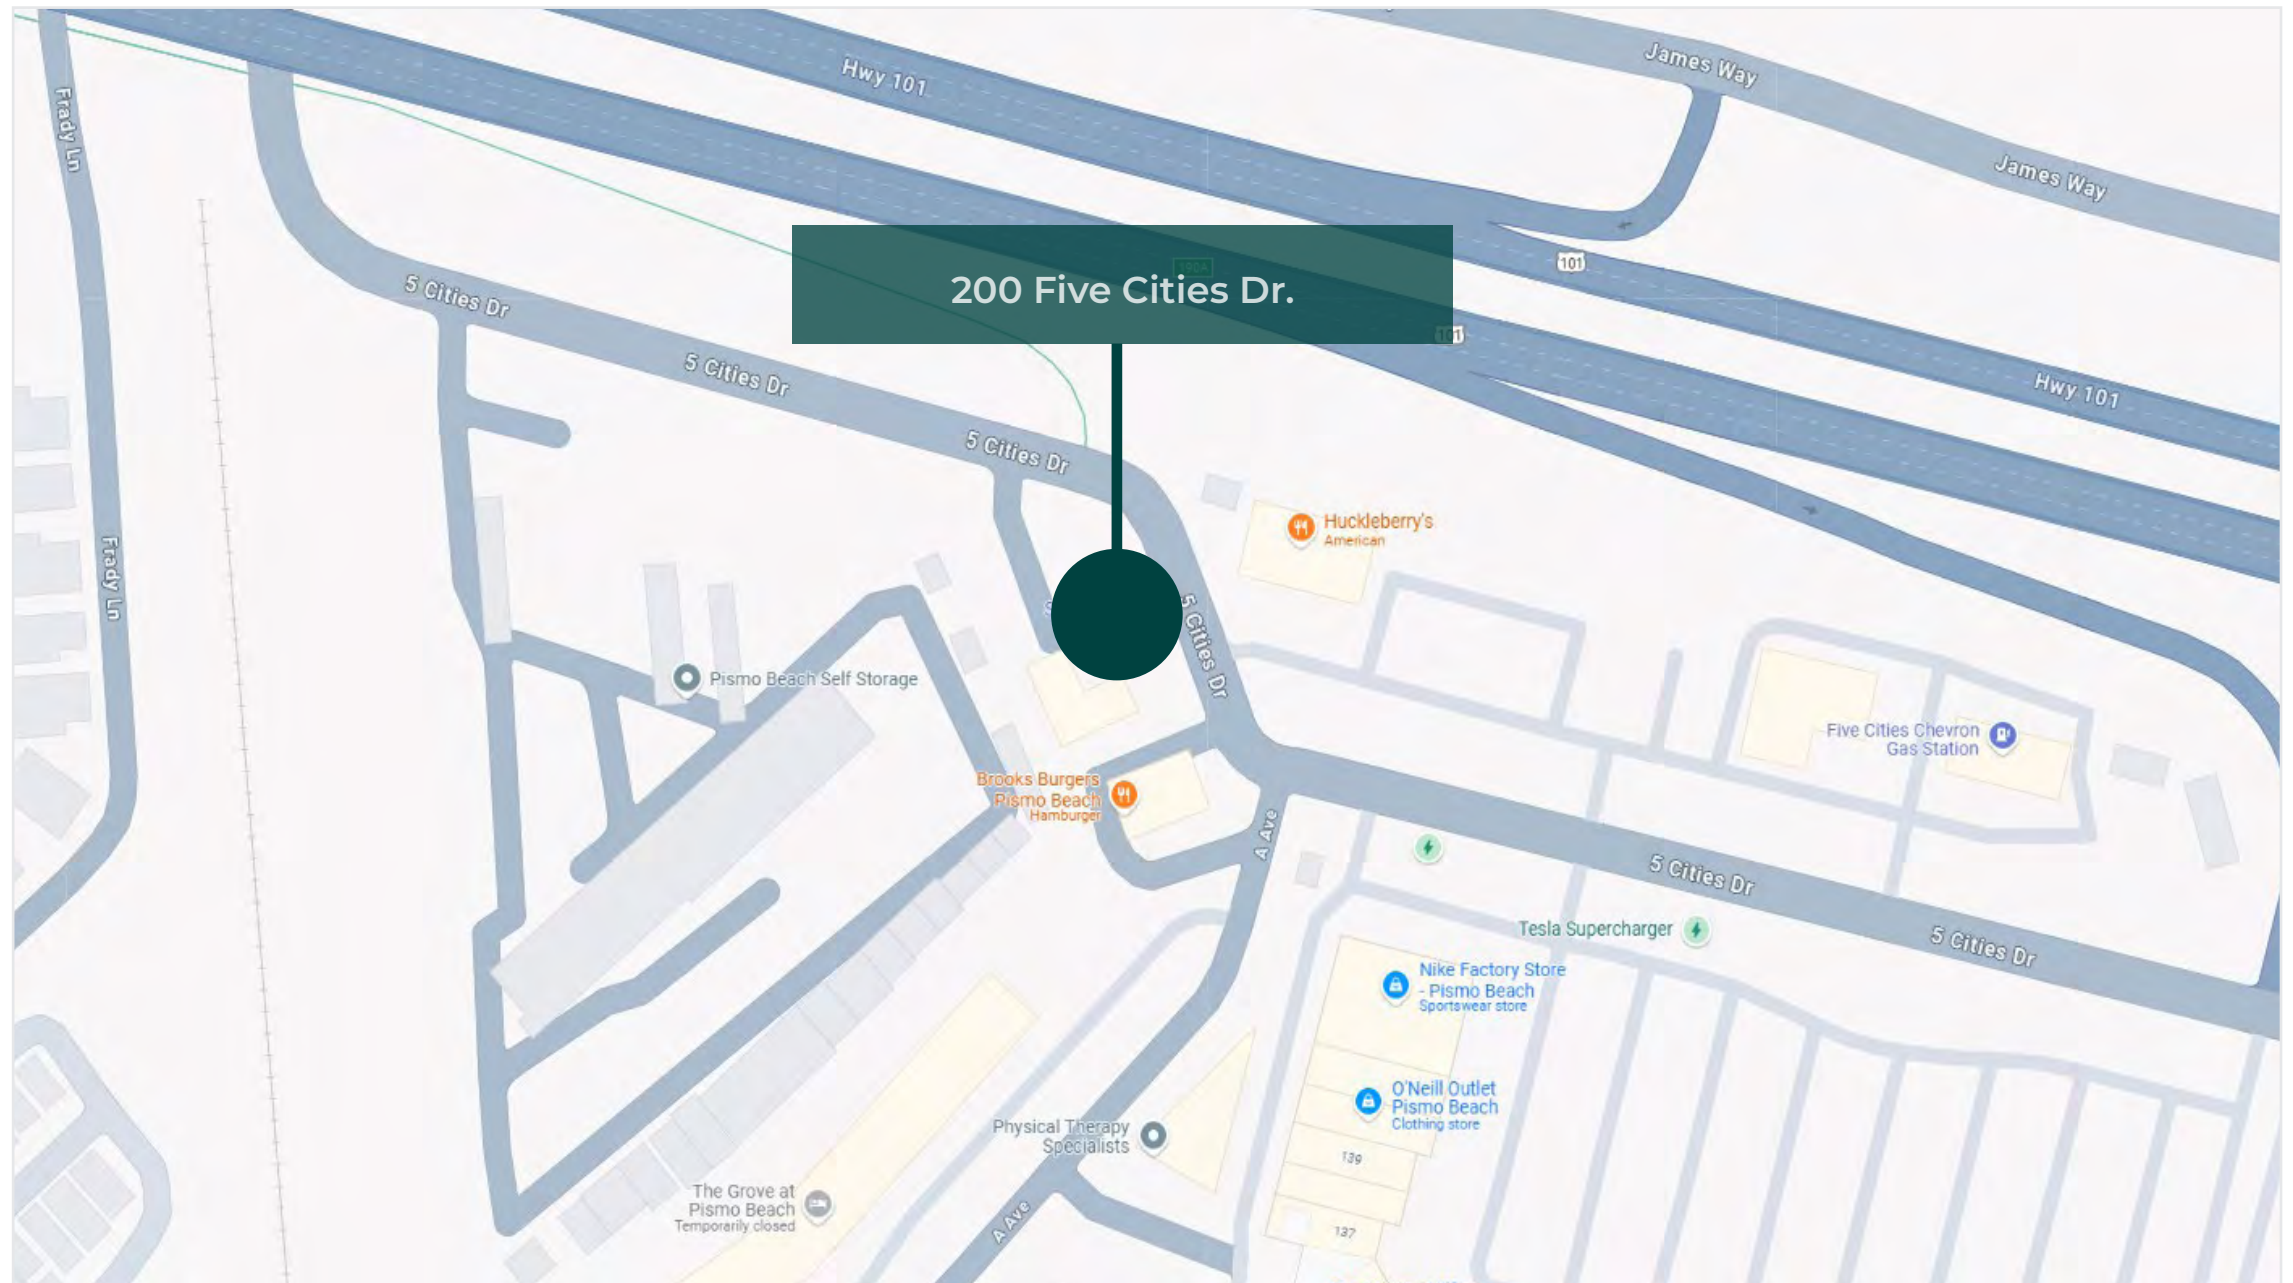 James Way
Hwy 101
Frady Ln
James Way
101
190A
200 Five Cities Dr.
5 Cities Dr
101
5 Cities Dr
Hwy 101
5 Cities Dr
Huckleberry's
American
Frady Ln
5 Cities Dr
Pismo Beach Self Storage
Five Cities Chevron
Gas Station
Brooks Burgers
Pismo Beach
Hamburger
A Ave
5 Cities Dr
Tesla Supercharger
5 Cities Dr
Nike Factory Store
- Pismo Beach
Sportswear store
O'Neill Outlet
Pismo Beach
Clothing store
Physical Therapy
Specialists
139
The Grove at
Pismo Beach
Temporarily closed
A Ave
137